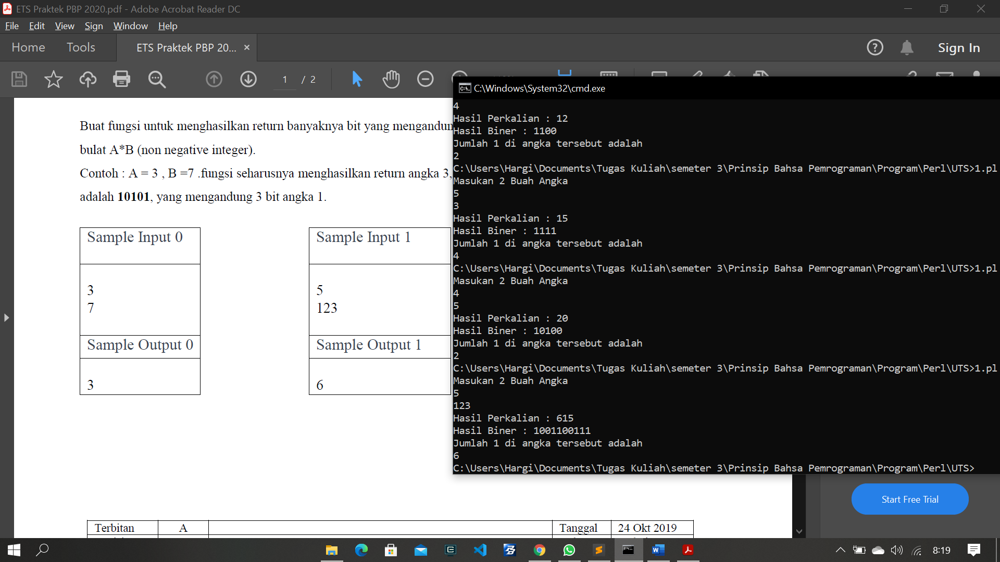 ETS Praktek PBP 2020.pdf - Adobe Acrobat Reader DC
File Edit View Sign Window Help
Home Tools ETS Praktek PBP 20... × Sign In
1 / 2
Buat fungsi untuk menghasilkan return banyaknya bit yang mengandun
bulat A*B (non negative integer).
Contoh : A = 3 , B =7 .fungsi seharusnya menghasilkan return angka 3,
adalah 10101, yang mengandung 3 bit angka 1.
Sample Input 0
3
7
Sample Output 0
3
Sample Input 1
5
123
Sample Output 1
6
C:\Windows\System32\cmd.exe
4
Hasil Perkalian : 12
Hasil Biner : 1100
Jumlah 1 di angka tersebut adalah
2
C:\Users\Hargi\Documents\Tugas Kuliah\semeter 3\Prinsip Bahsa Pemrograman\Program\Perl\UTS>1.pl
Masukan 2 Buah Angka
5
3
Hasil Perkalian : 15
Hasil Biner : 1111
Jumlah 1 di angka tersebut adalah
4
C:\Users\Hargi\Documents\Tugas Kuliah\semeter 3\Prinsip Bahsa Pemrograman\Program\Perl\UTS>1.pl
Masukan 2 Buah Angka
4
5
Hasil Perkalian : 20
Hasil Biner : 10100
Jumlah 1 di angka tersebut adalah
2
C:\Users\Hargi\Documents\Tugas Kuliah\semeter 3\Prinsip Bahsa Pemrograman\Program\Perl\UTS>1.pl
Masukan 2 Buah Angka
5
123
Hasil Perkalian : 615
Hasil Biner : 1001100111
Jumlah 1 di angka tersebut adalah
6
C:\Users\Hargi\Documents\Tugas Kuliah\semeter 3\Prinsip Bahsa Pemrograman\Program\Perl\UTS>
Start Free Trial
Terbitan A Tanggal 24 Okt 2019
8:19